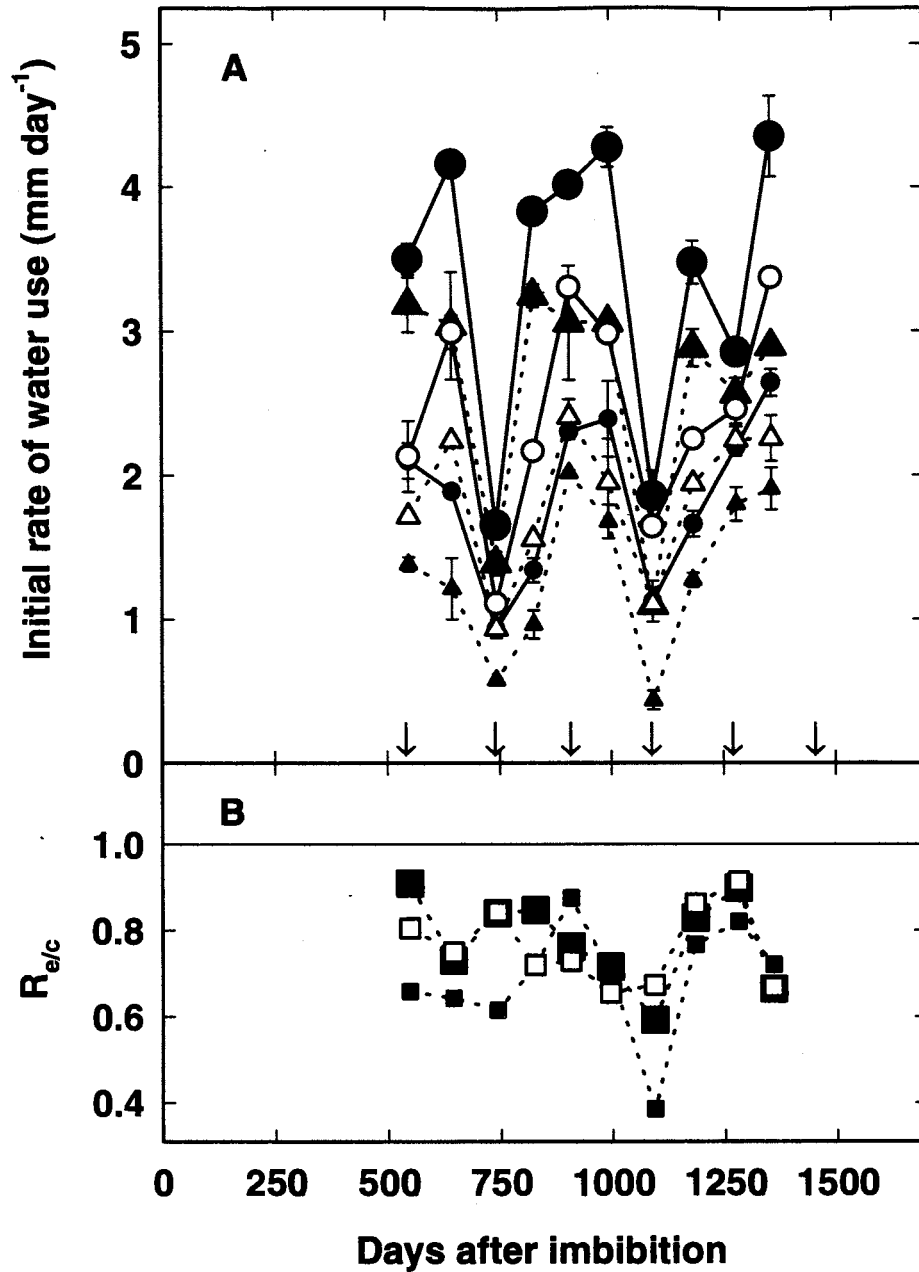 Initial rate of water use (mm day⁻¹)
A
5
4
3
2
1
0
B
1.0
0.8
0.6
0.4
R_e/c
0 250 500 750 1000 1250 1500
Days after imbibition